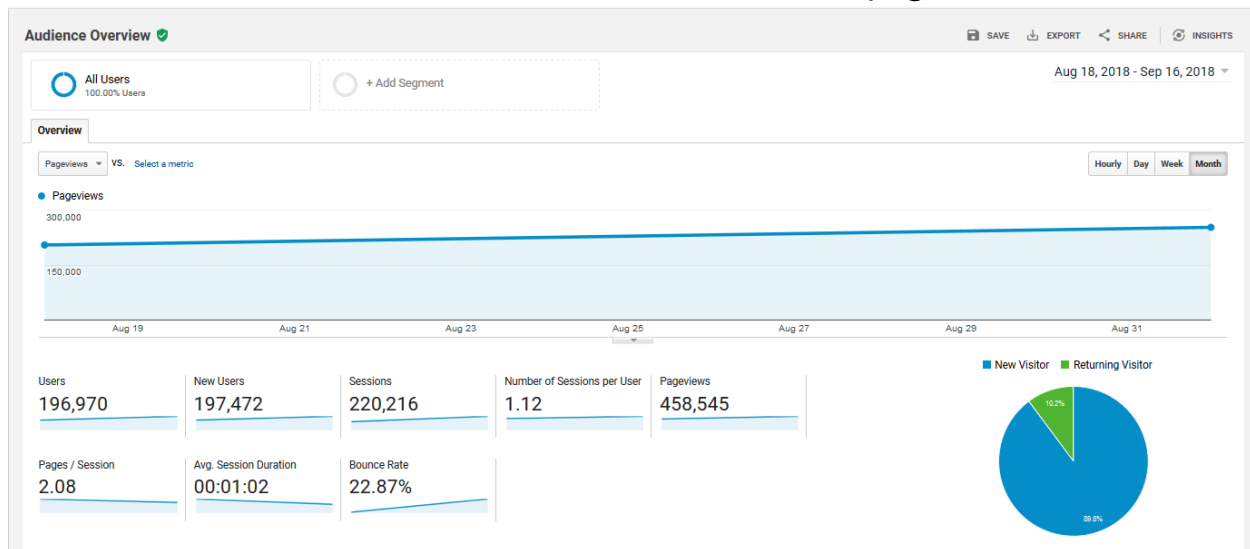 Audience Overview
SAVE EXPORT SHARE INSIGHTS
All Users
100.00% Users
+ Add Segment
Aug 18, 2018 - Sep 16, 2018
Overview
Pageviews VS. Select a metric
Hourly Day Week Month
Pageviews
300,000
150,000
Aug 19 Aug 21 Aug 23 Aug 25 Aug 27 Aug 29 Aug 31
New Visitor Returning Visitor
Users New Users Sessions Number of Sessions per User Pageviews
196,970 197,472 220,216 1.12 458,545
10.2%
Pages / Session Avg. Session Duration Bounce Rate
2.08 00:01:02 22.87%
89.8%